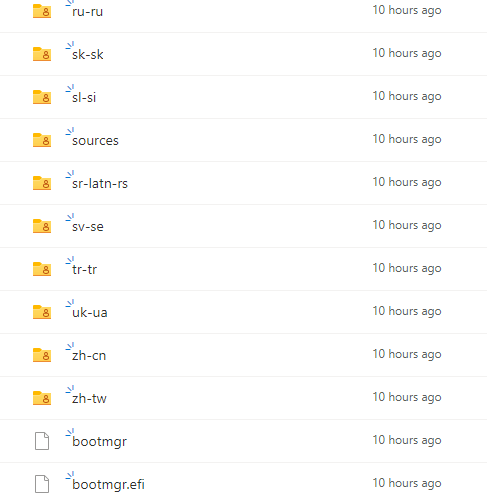 ru-ru 10 hours ago
sk-sk 10 hours ago
sl-si 10 hours ago
sources 10 hours ago
sr-latn-rs 10 hours ago
sv-se 10 hours ago
tr-tr 10 hours ago
uk-ua 10 hours ago
zh-cn 10 hours ago
zh-tw 10 hours ago
bootmgr 10 hours ago
bootmgr.efi 10 hours ago